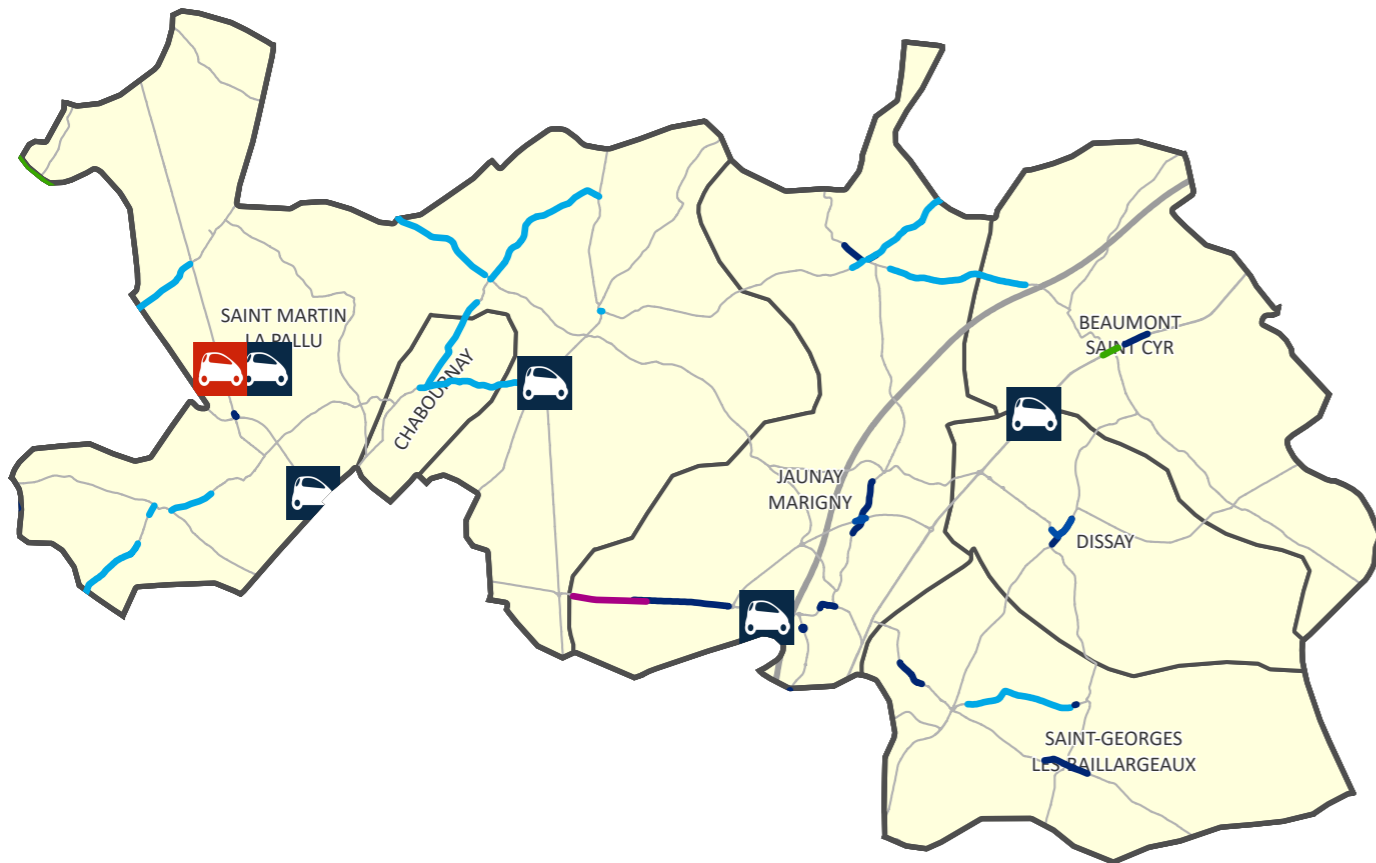 SAINT MARTIN
LA PALLU
CHABOURNAY
BEAUMONT
SAINT CYR
JAUNAY
MARIGNY
DISSAY
SAINT-GEORGES
LES BAILLARGEAUX